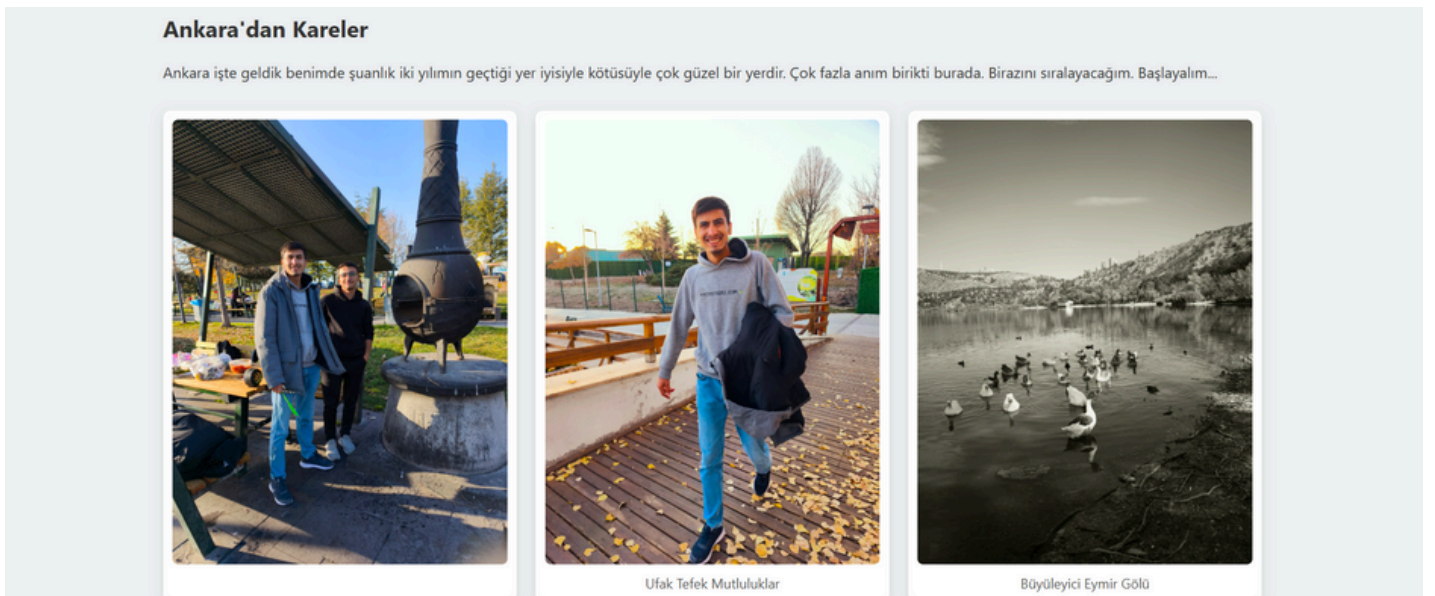 Ankara'dan Kareler
Ankara işte geldik benimde şuanlık iki yılımın geçtiği yer iyisiyle kötüsüyle çok güzel bir yerdir. Çok fazla anım birikti burada. Birazını sıralayacağım. Başlayalım...
Ufak Tefek Mutluluklar
Büyüleyici Eymir Gölü